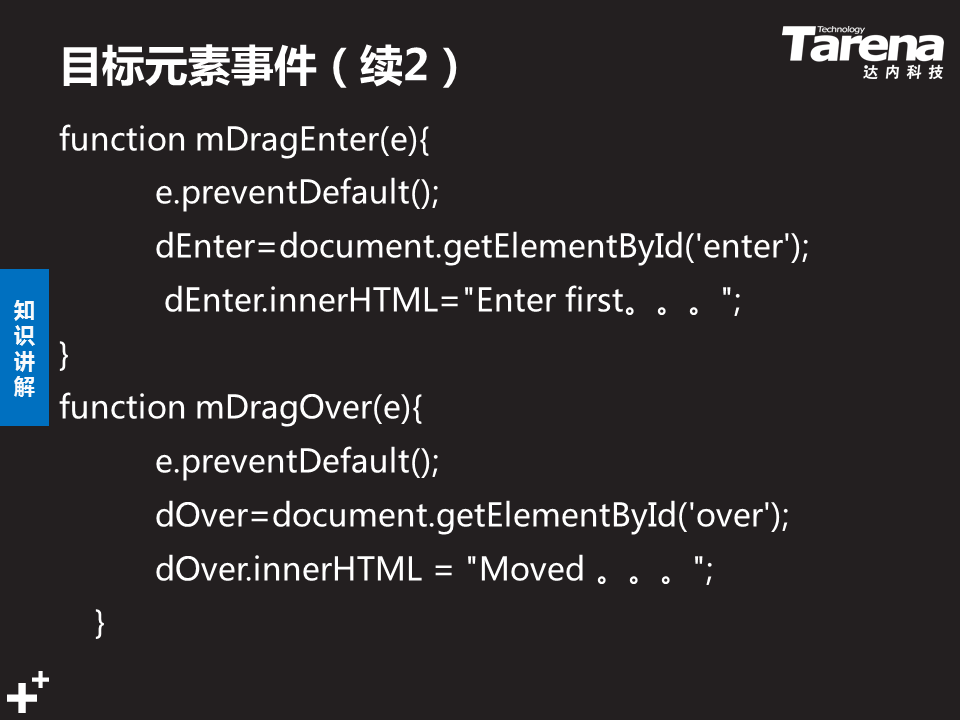 目标元素事件（续2）
Technology
Tarena
达内科技
function mDragEnter(e){
e.preventDefault();
dEnter=document.getElementById('enter');
dEnter.innerHTML="Enter first。。。";
}
function mDragOver(e){
e.preventDefault();
dOver=document.getElementById('over');
dOver.innerHTML = "Moved 。。。";
}
知
识
讲
解